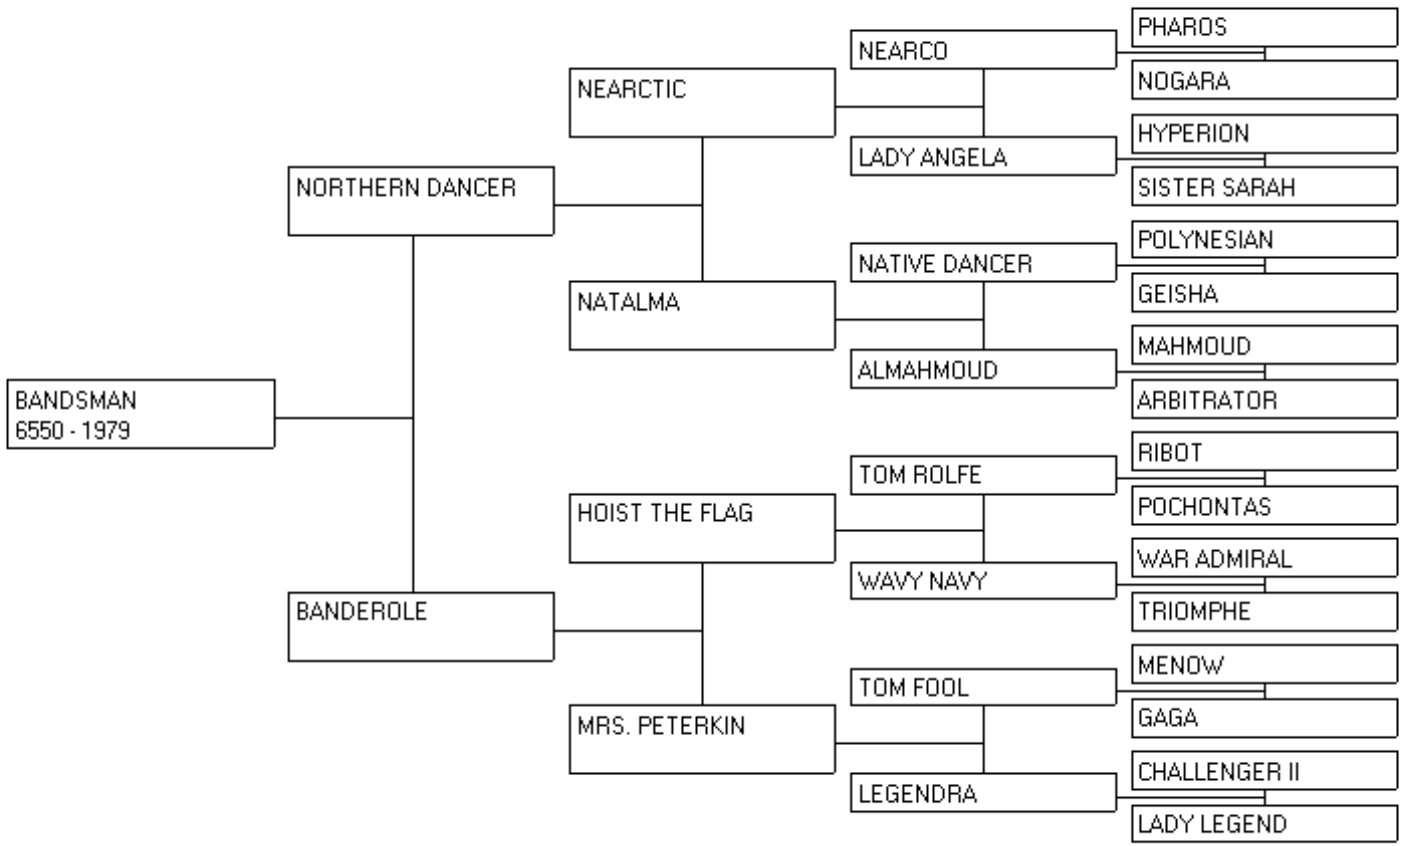 PHAROS
NEARCO
NOGARA
NEARCTIC
HYPERION
LADY ANGELA
SISTER SARAH
NORTHERN DANCER
POLYNESIAN
NATIVE DANCER
GEISHA
NATALMA
MAHMOUD
ALMAHMOUD
ARBITRATOR
BANDSMAN
6550 - 1979
RIBOT
TOM ROLFE
POCHONTAS
HOIST THE FLAG
WAR ADMIRAL
WAVY NAVY
TRIOMPHE
BANDEROLE
MENOW
TOM FOOL
GAGA
MRS. PETERKIN
CHALLENGER II
LEGENDRA
LADY LEGEND